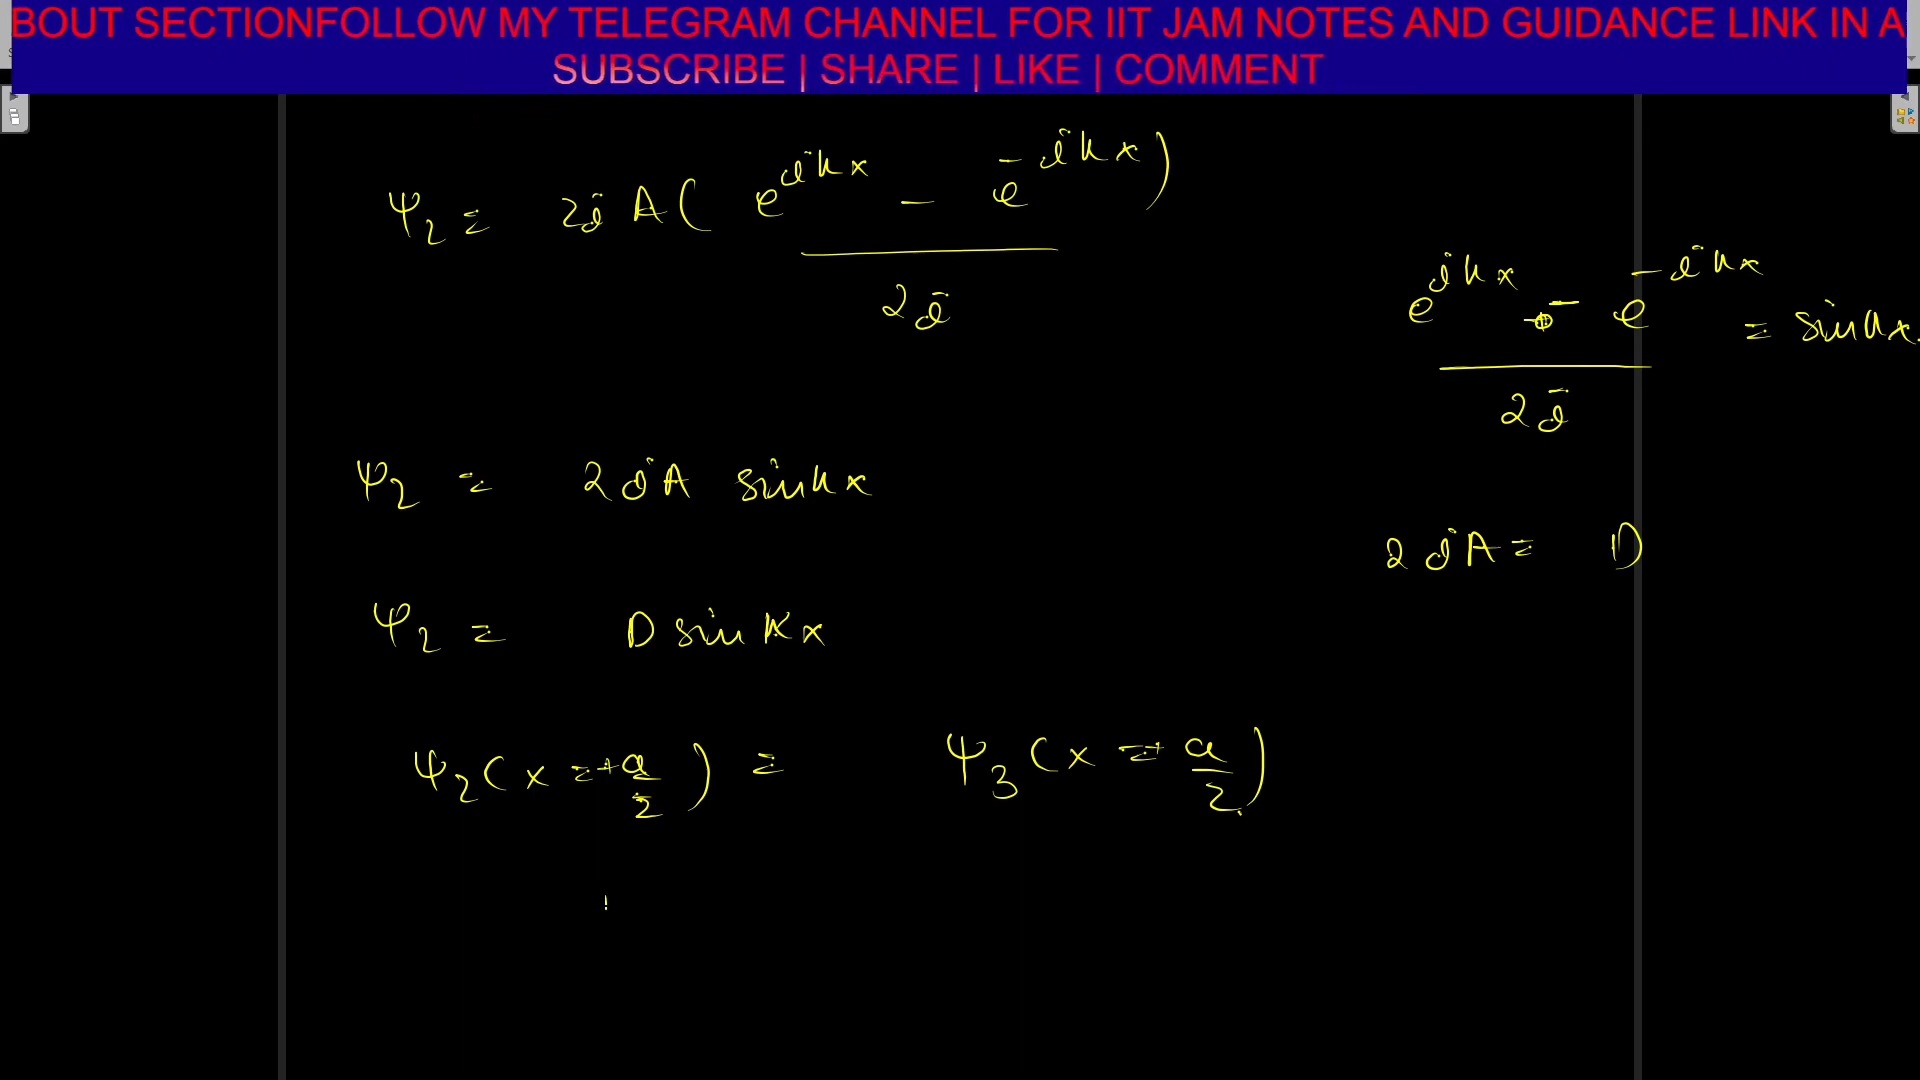 BOUT SECTIONFOLLOW MY TELEGRAM CHANNEL FOR IIT JAM NOTES AND GUIDANCE LINK IN A
SUBSCRIBE | SHARE | LIKE | COMMENT
ψ₂ = 2iA( (e^{ikx} - e^{-ikx}) / 2i )
(e^{ikx} - e^{-ikx}) / 2i = sinkx
ψ₂ = 2iA sinkx
2iA = D
ψ₂ = D sin Kx
ψ₂(x = +a/2) = ψ₃(x = +a/2)